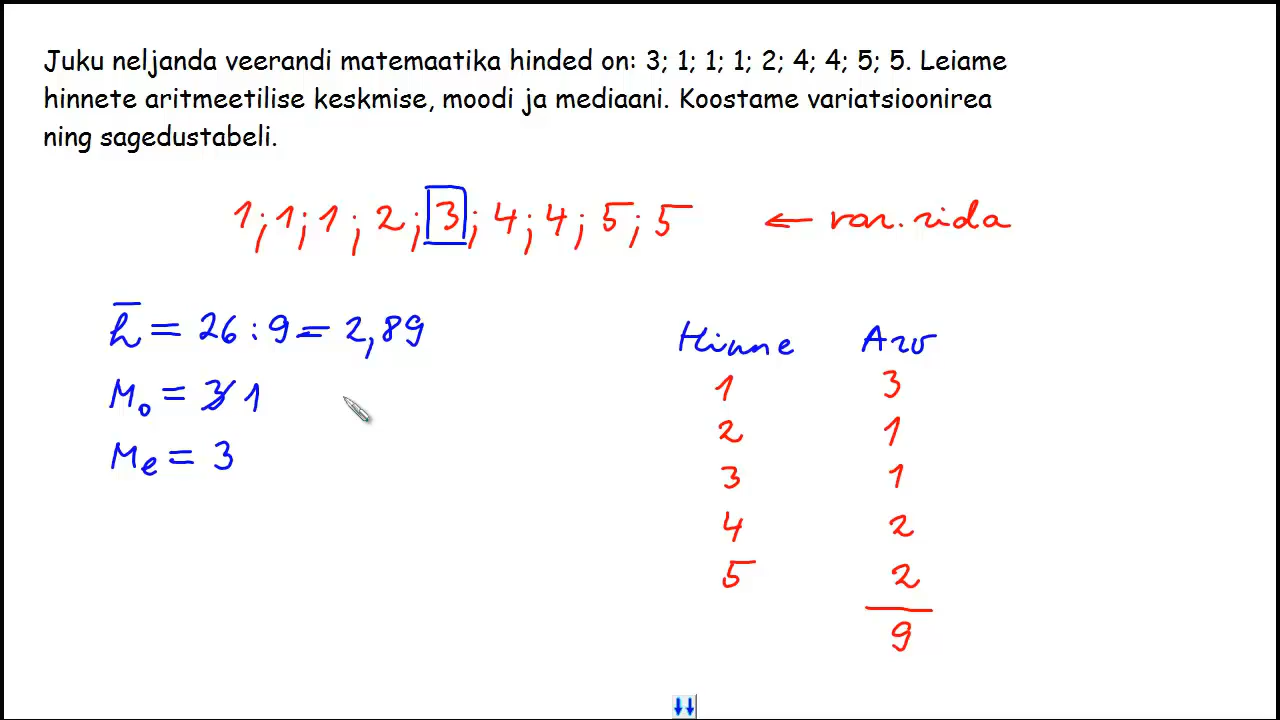 Juku neljanda veerandi matemaatika hinded on: 3; 1; 1; 1; 2; 4; 4; 5; 5. Leiame
hinnete aritmeetilise keskmise, moodi ja mediaani. Koostame variatsioonirea
ning sagedustabeli.
1; 1; 1; 2; 3; 4; 4; 5; 5 ← var. rida
h̅ = 26 : 9 = 2,89
Mo = 3 1
Me = 3
Hinne Arv
1 3
2 1
3 1
4 2
5 2
9